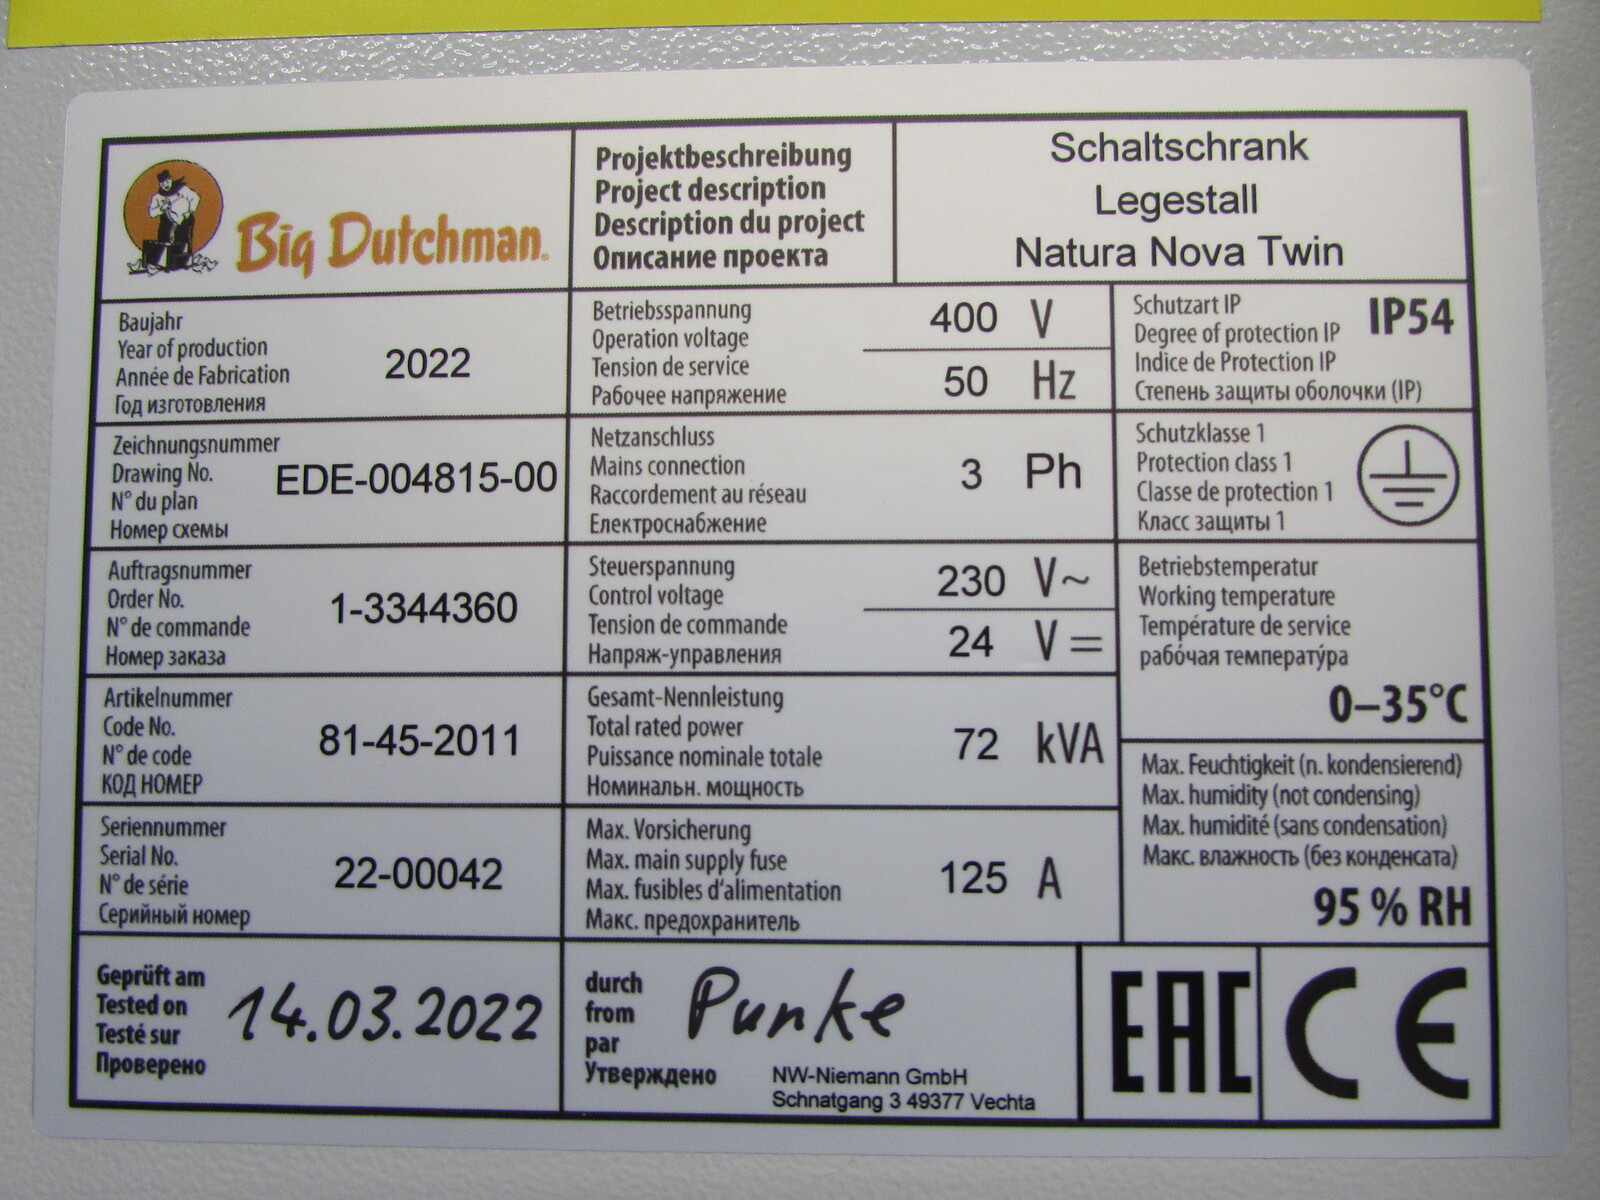 Big Dutchman
Projektbeschreibung
Project description
Description du project
Описание проекта
Schaltschrank
Legestall
Natura Nova Twin
Baujahr
Year of production
Année de Fabrication
Год изготовления
2022
Betriebsspannung
Operation voltage
Tension de service
Рабочее напряжение
400 V
50 Hz
Schutzart IP
Degree of protection IP
Indice de Protection IP
Степень защиты оболочки (IP)
IP54
Zeichnungsnummer
Drawing No.
N° du plan
Номер схемы
EDE-004815-00
Netzanschluss
Mains connection
Raccordement au réseau
Електроснабжение
3 Ph
Schutzklasse 1
Protection class 1
Classe de protection 1
Класс защиты 1
Auftragsnummer
Order No.
N° de commande
Номер заказа
1-3344360
Steuerspannung
Control voltage
Tension de commande
Напряж-управления
230 V~
24 V=
Betriebstemperatur
Working temperature
Température de service
рабо́чая температу́ра
0–35°C
Artikelnummer
Code No.
N° de code
КОД НОМЕР
81-45-2011
Gesamt-Nennleistung
Total rated power
Puissance nominale totale
Номинальн. мощность
72 kVA
Max. Feuchtigkeit (n. kondensierend)
Max. humidity (not condensing)
Max. humidité (sans condensation)
Макс. влажность (без конденсата)
95 % RH
Seriennummer
Serial No.
N° de série
Серийный номер
22-00042
Max. Vorsicherung
Max. main supply fuse
Max. fusibles d'alimentation
Макс. предохранитель
125 A
Geprüft am
Tested on
Testé sur
Проверено
14.03.2022
durch
from
par
Утверждено
Punke
NW-Niemann GmbH
Schnatgang 3 49377 Vechta
EAC
CE